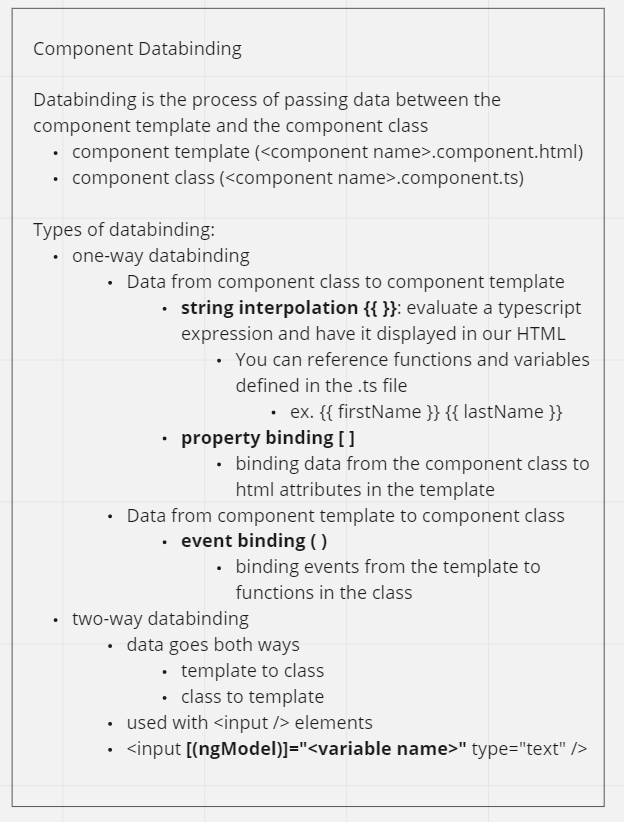 Component Databinding
Databinding is the process of passing data between the
component template and the component class
• component template (<component name>.component.html)
• component class (<component name>.component.ts)
Types of databinding:
• one-way databinding
• Data from component class to component template
• string interpolation {{ }}: evaluate a typescript
expression and have it displayed in our HTML
• You can reference functions and variables
defined in the .ts file
• ex. {{ firstName }} {{ lastName }}
• property binding [ ]
• binding data from the component class to
html attributes in the template
• Data from component template to component class
• event binding ( )
• binding events from the template to
functions in the class
• two-way databinding
• data goes both ways
• template to class
• class to template
• used with <input /> elements
• <input [(ngModel)]="<variable name>" type="text" />